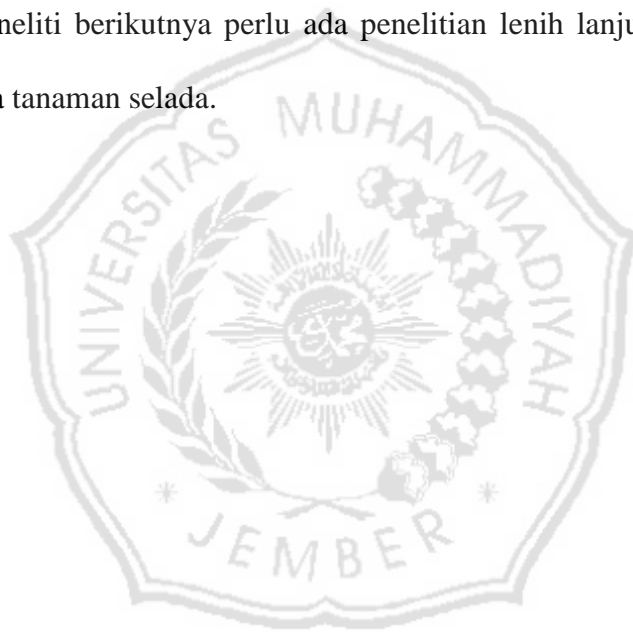 neliti berikutnya perlu ada penelitian lenih lanju
a tanaman selada.
UNIVERSITAS MUHAMMADIYAH
JEMBER